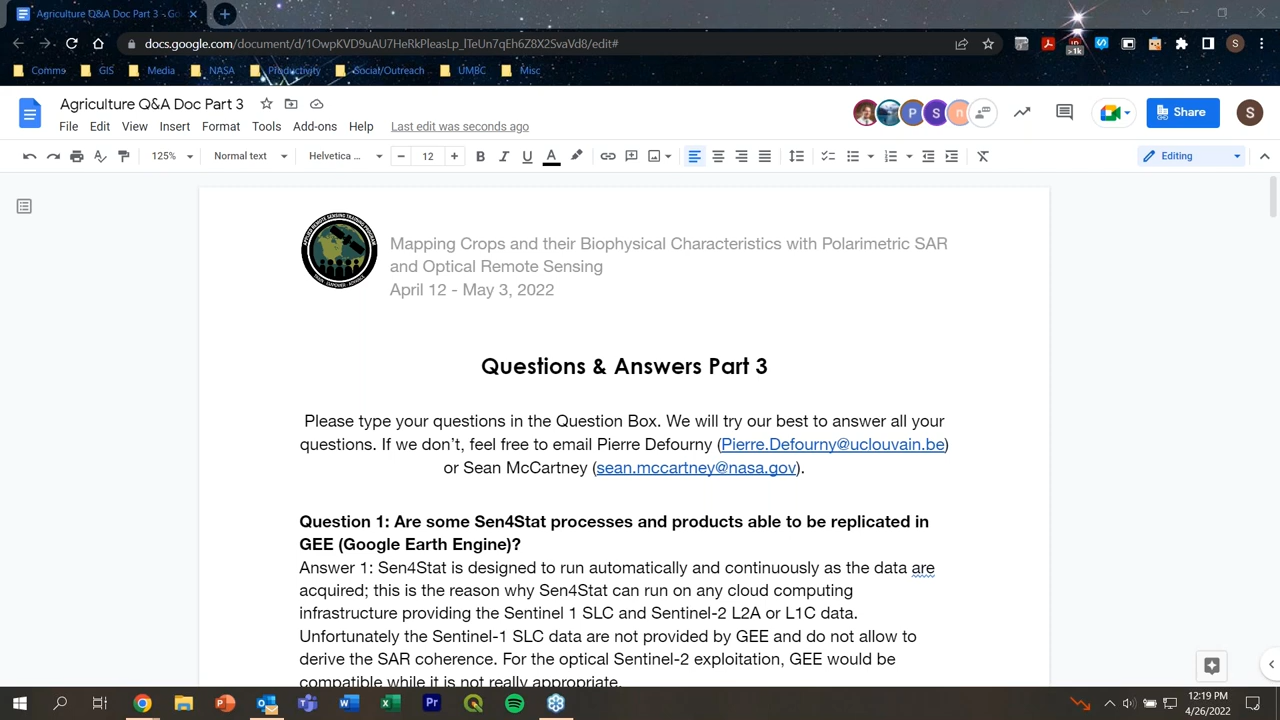 Agriculture Q&A Doc Part 3 - Go
docs.google.com/document/d/1OwpKVD9uAU7HeRkPleasLp_lTeUn7qEh6Z8X2SvaVd8/edit#
>1k
S
Comms
GIS
Media
NASA
Productivity
Social/Outreach
UMBC
Misc
Agriculture Q&A Doc Part 3
P
S
n
Share
S
File Edit View Insert Format Tools Add-ons Help Last edit was seconds ago
125% Normal text Helvetica ... 12 B I U A Editing
Mapping Crops and their Biophysical Characteristics with Polarimetric SAR
and Optical Remote Sensing
April 12 - May 3, 2022
Questions & Answers Part 3
Please type your questions in the Question Box. We will try our best to answer all your
questions. If we don't, feel free to email Pierre Defourny (Pierre.Defourny@uclouvain.be)
or Sean McCartney (sean.mccartney@nasa.gov).
Question 1: Are some Sen4Stat processes and products able to be replicated in
GEE (Google Earth Engine)?
Answer 1: Sen4Stat is designed to run automatically and continuously as the data are
acquired; this is the reason why Sen4Stat can run on any cloud computing
infrastructure providing the Sentinel 1 SLC and Sentinel-2 L2A or L1C data.
Unfortunately the Sentinel-1 SLC data are not provided by GEE and do not allow to
derive the SAR coherence. For the optical Sentinel-2 exploitation, GEE would be
compatible while it is not really appropriate.
12:19 PM
4/26/2022